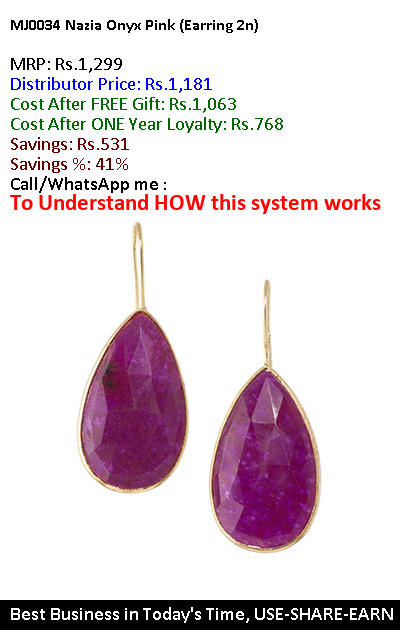 MJ0034 Nazia Onyx Pink (Earring 2n)
MRP: Rs.1,299
Distributor Price: Rs.1,181
Cost After FREE Gift: Rs.1,063
Cost After ONE Year Loyalty: Rs.768
Savings: Rs.531
Savings %: 41%
Call/WhatsApp me :
To Understand HOW this system works
Best Business in Today's Time, USE-SHARE-EARN